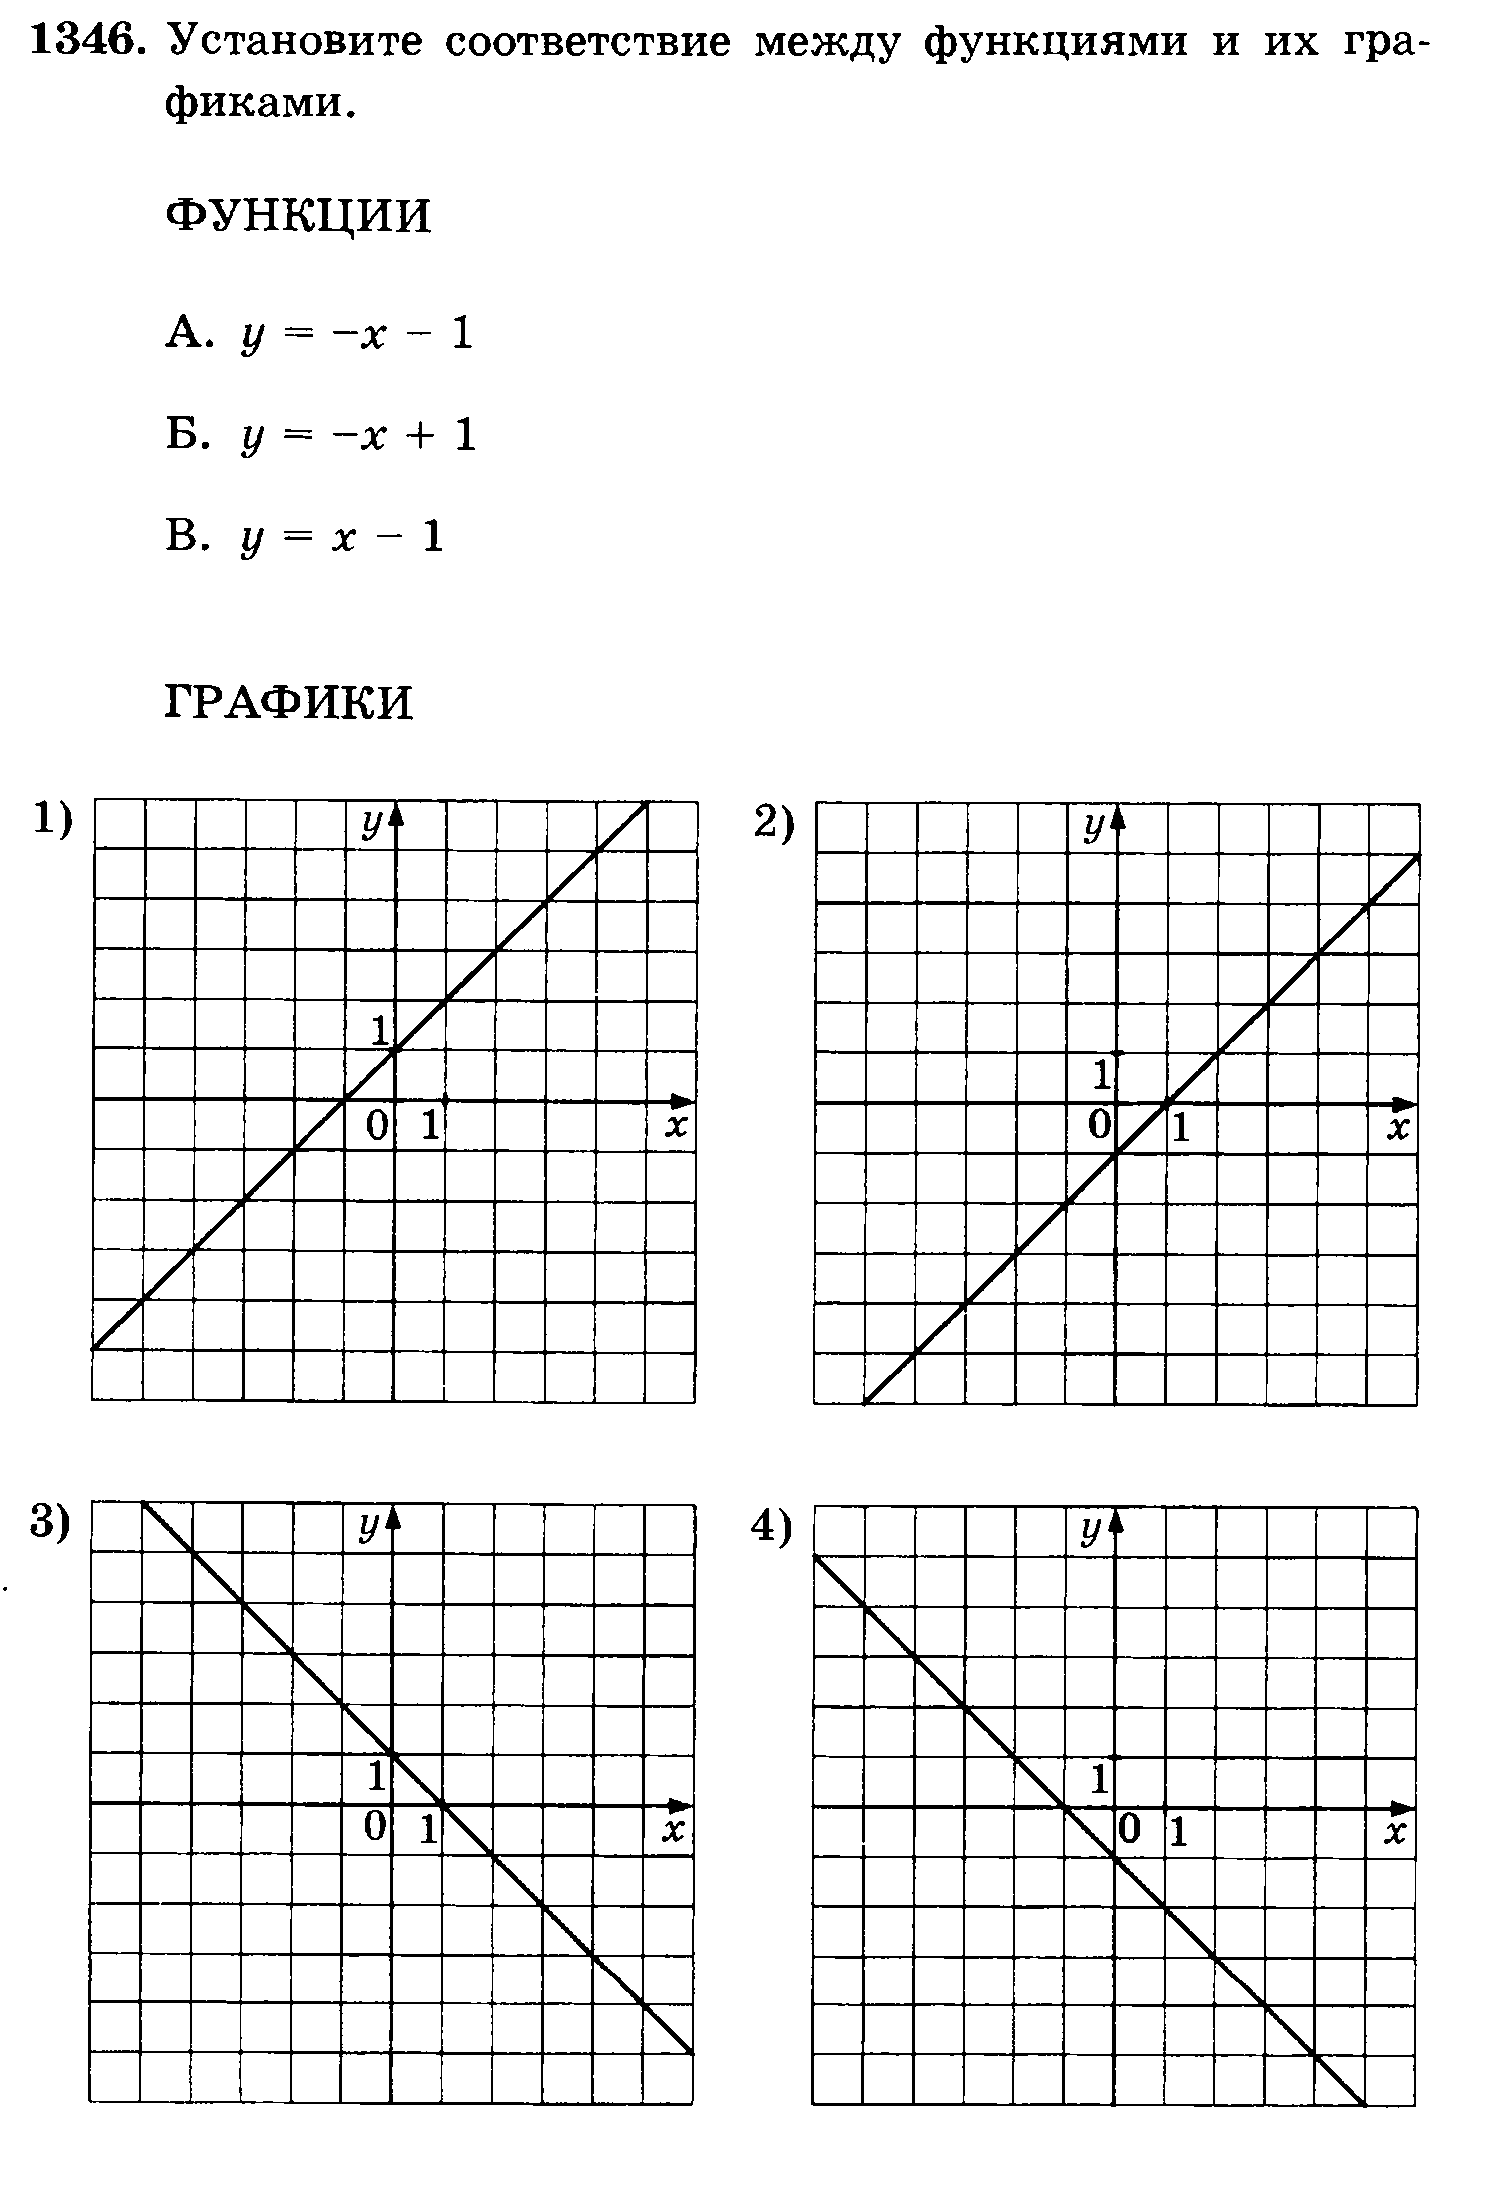 1346. Установите соответствие между функциями и их гра-
фиками.
ФУНКЦИИ
А. y = -x - 1
Б. y = -x + 1
В. y = x - 1
ГРАФИКИ
1) y 1 0 1 x
2) y 1 0 1 x
3) y 1 0 1 x
4) y 1 0 1 x